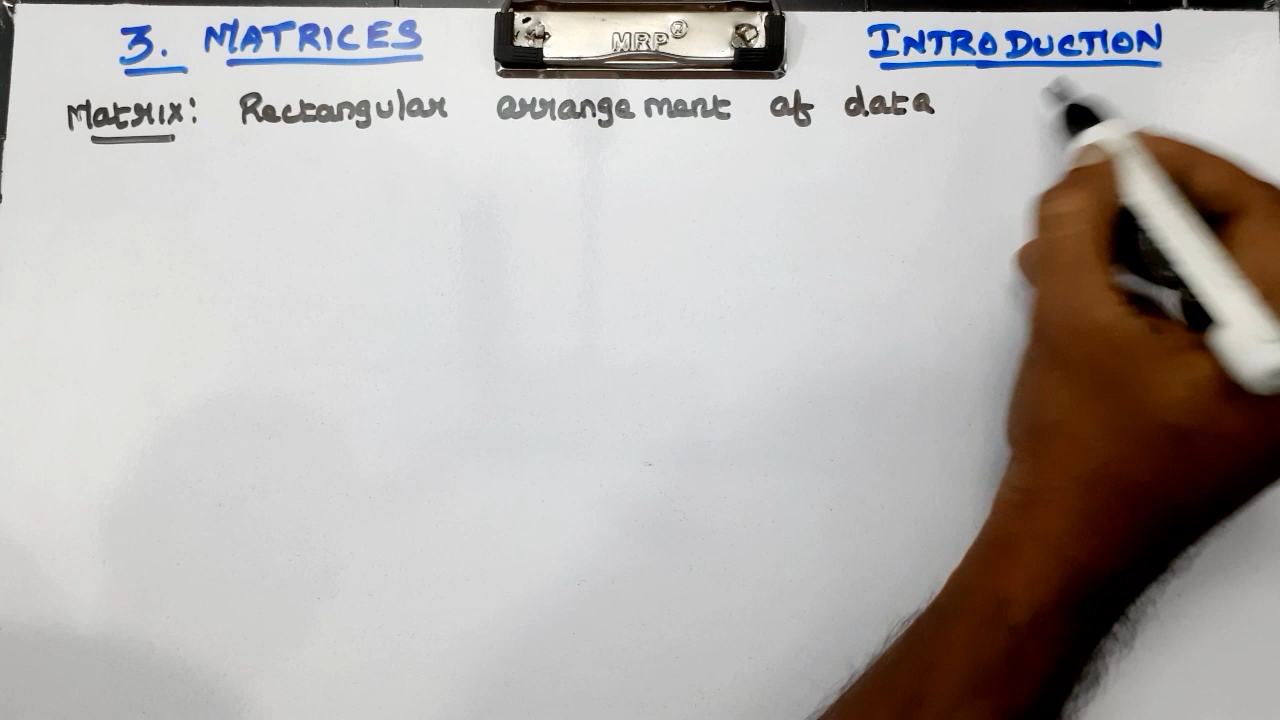 3. MATRICES
MRP®
INTRODUCTION
Matrix: Rectangular arrangement of data